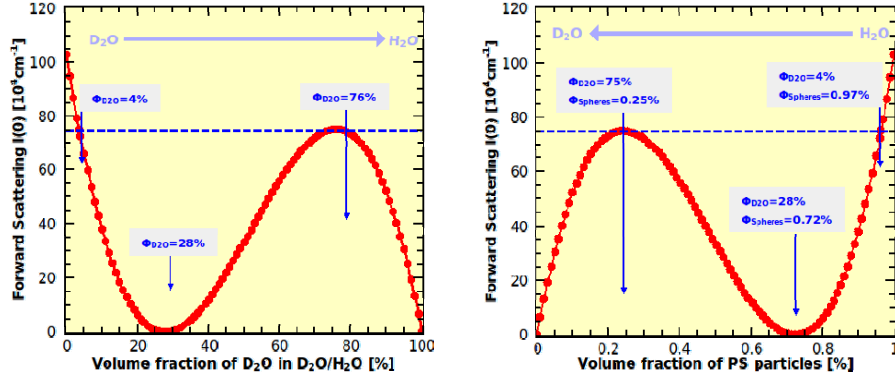 120
100
80
60
40
20
0
0
20
40
60
80
100
Forward Scattering I(0) [10⁴cm⁻¹]
Volume fraction of D₂O in D₂O/H₂O [%]
D₂O
H₂O
Φ_D2O=4%
Φ_D2O=76%
Φ_D2O=28%
120
100
80
60
40
20
0
0
0.2
0.4
0.6
0.8
1
Forward Scattering I(0) [10⁴cm⁻¹]
Volume fraction of PS particles [%]
D₂O
H₂O
Φ_D2O=75%
Φ_Spheres=0.25%
Φ_D2O=4%
Φ_Spheres=0.97%
Φ_D2O=28%
Φ_Spheres=0.72%